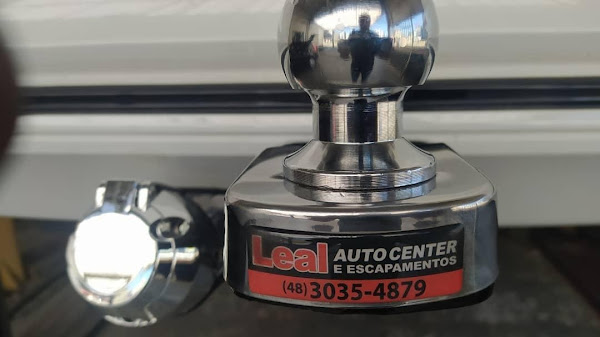 Leal AUTO CENTER
E ESCAPAMENTOS
(48) 3035-4879